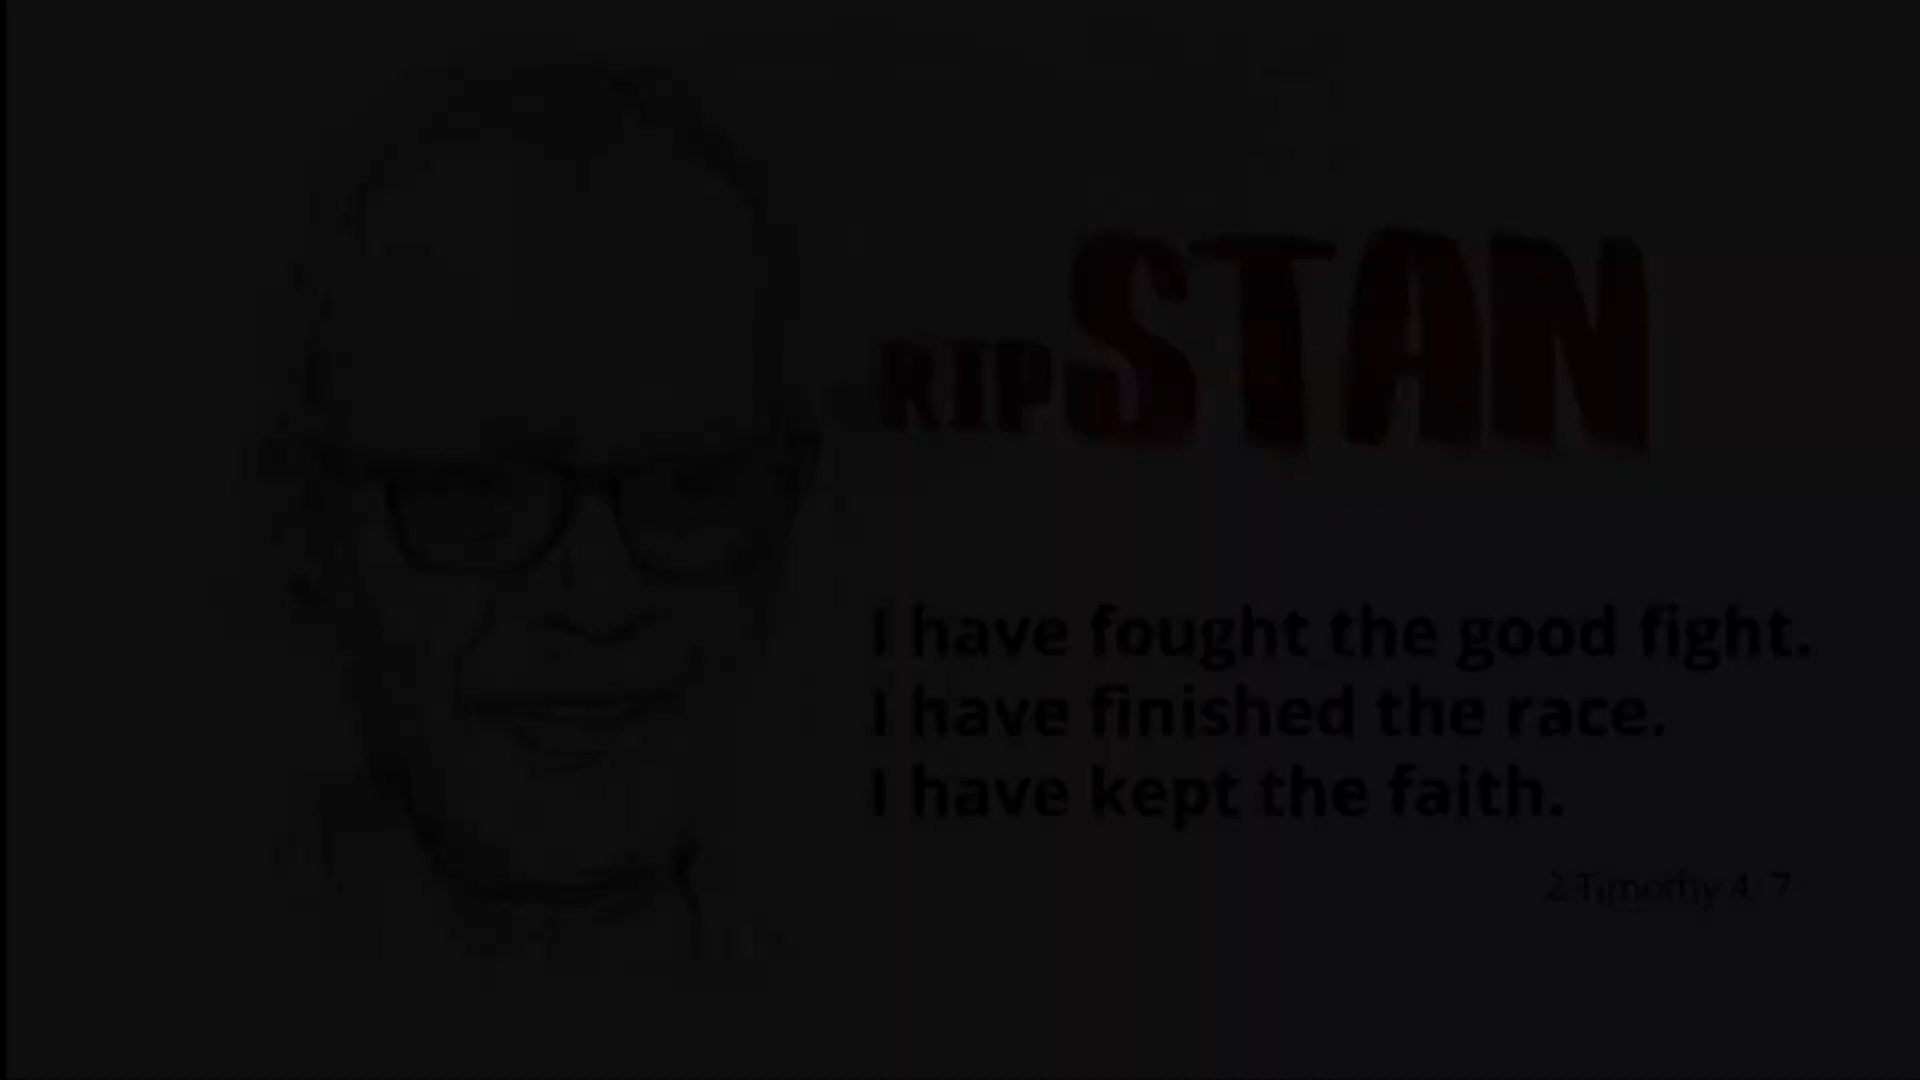 RIP STAN
I have fought the good fight.
I have finished the race.
I have kept the faith.
2 Timothy 4: 7